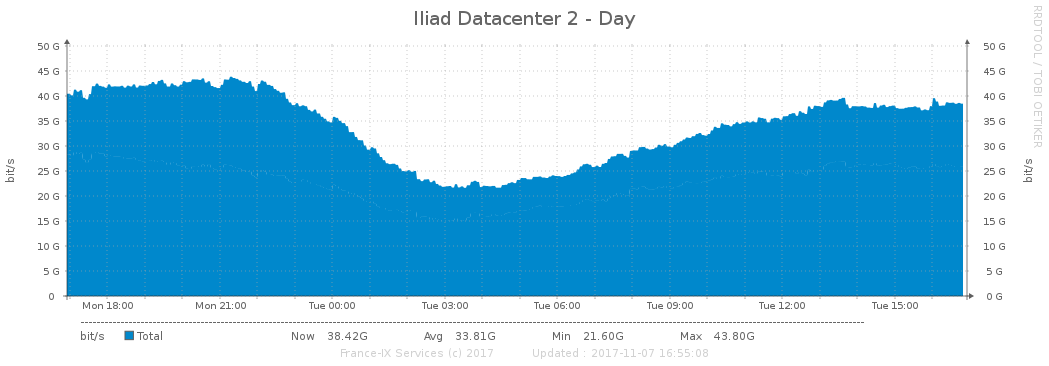 Iliad Datacenter 2 - Day
RRDTOOL / TOBI OETIKER
50 G 50 G
45 G 45 G
40 G 40 G
35 G 35 G
30 G 30 G
25 G 25 G
20 G 20 G
15 G 15 G
10 G 10 G
5 G 5 G
0 0 G
bit/s bit/s
Mon 18:00 Mon 21:00 Tue 00:00 Tue 03:00 Tue 06:00 Tue 09:00 Tue 12:00 Tue 15:00
bit/s Total Now 38.42G Avg 33.81G Min 21.60G Max 43.80G
France-IX Services (c) 2017 Updated : 2017-11-07 16:55:08